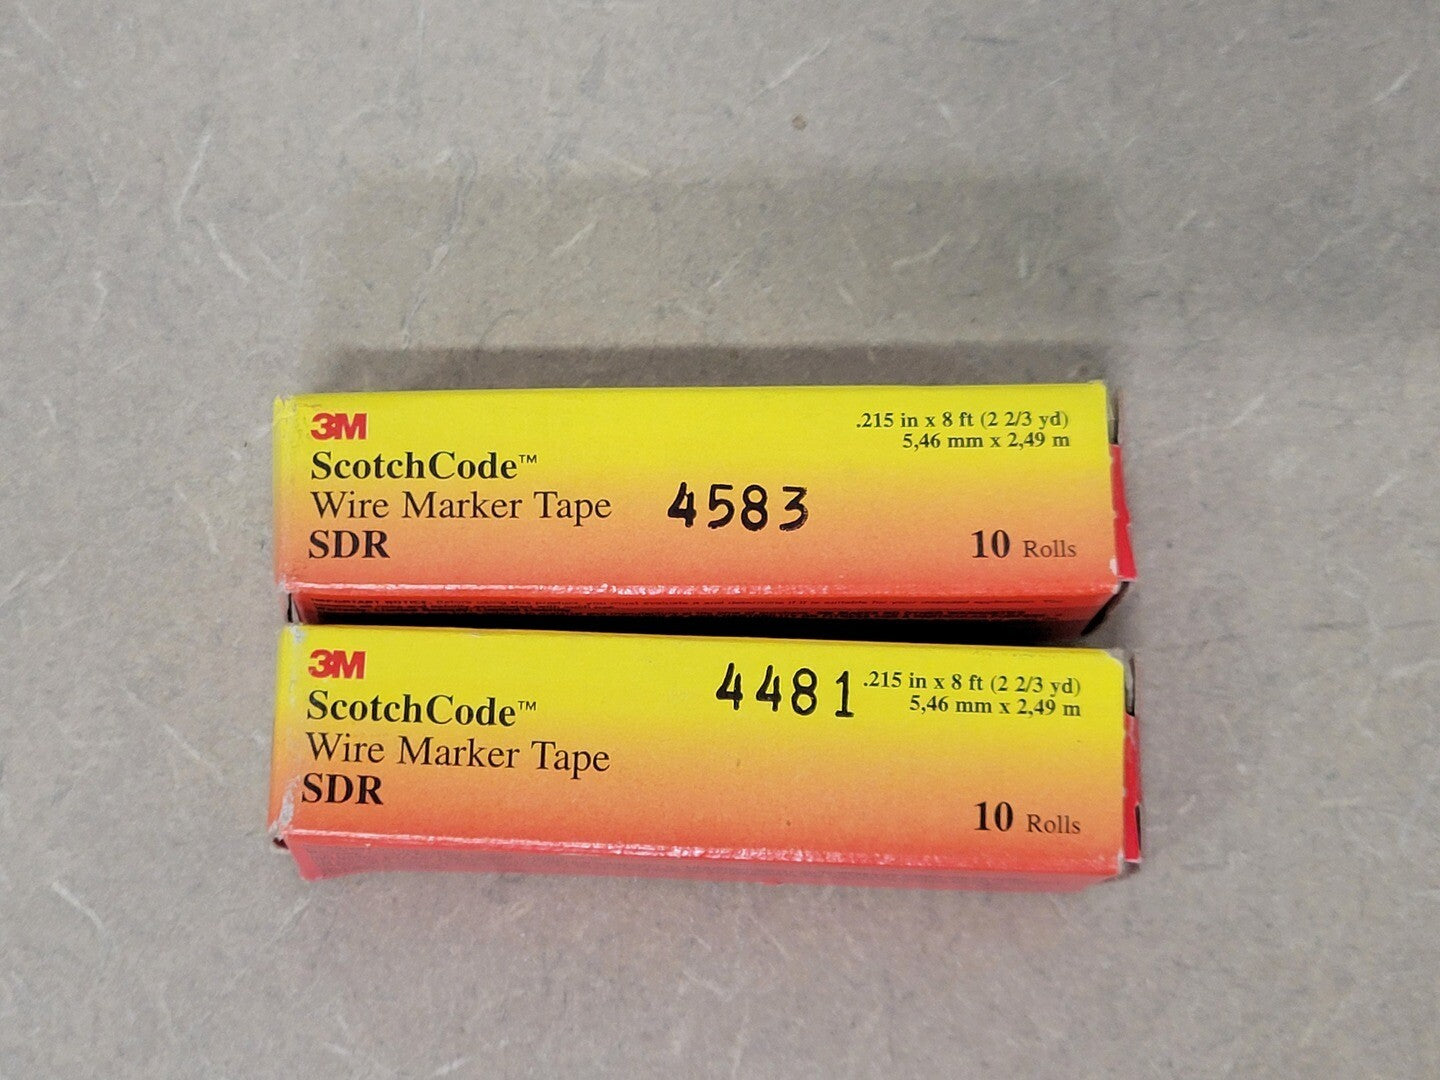 3M
.215 in x 8 ft (2 2/3 yd)
5,46 mm x 2,49 m
ScotchCode™
Wire Marker Tape 4583
SDR
10 Rolls
3M
4481 .215 in x 8 ft (2 2/3 yd)
5,46 mm x 2,49 m
ScotchCode™
Wire Marker Tape
SDR
10 Rolls